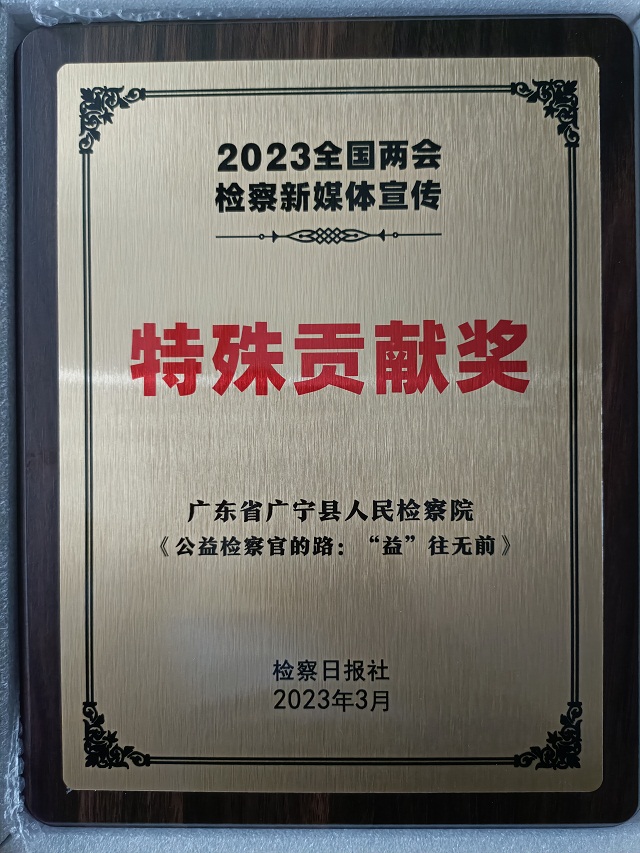 2023全国两会
检察新媒体宣传
特殊贡献奖
广东省广宁县人民检察院
《公益检察官的路：“益”往无前》
检察日报社
2023年3月